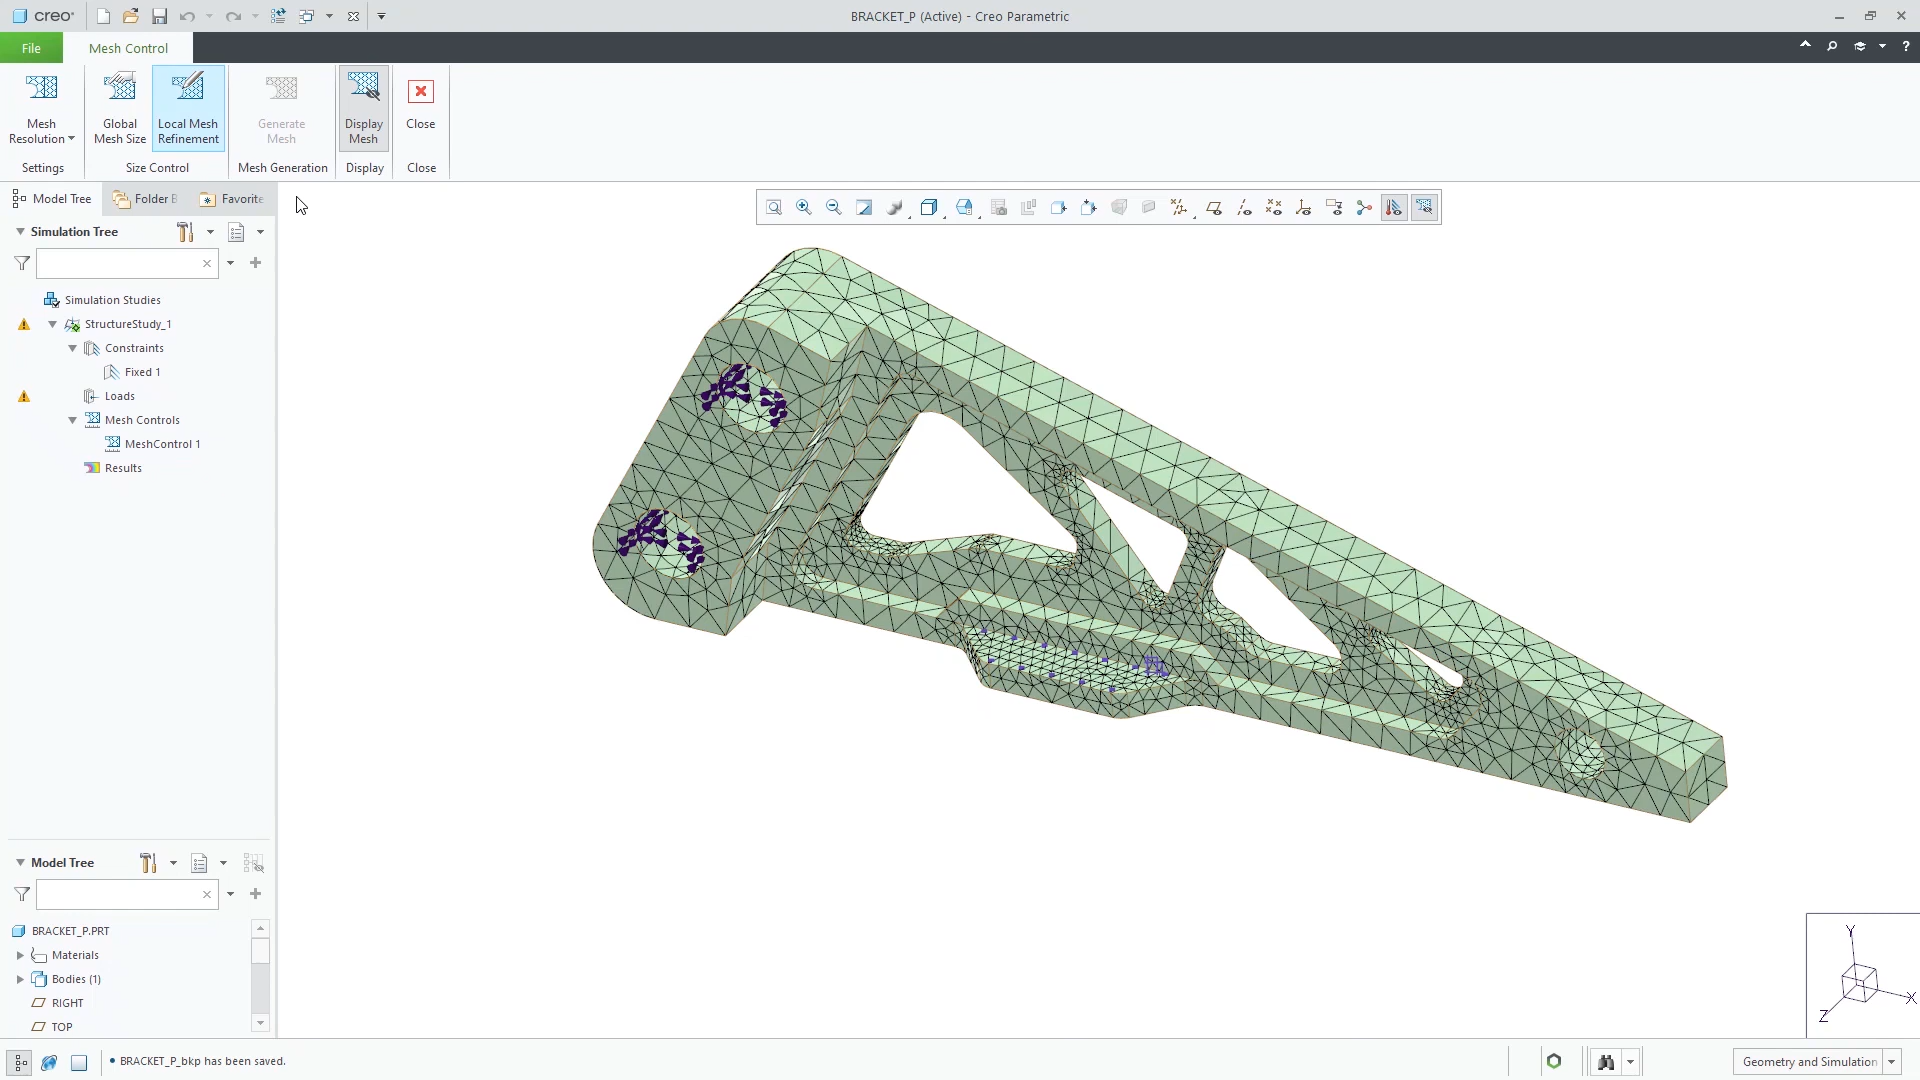 creo
BRACKET_P (Active) - Creo Parametric
File
Mesh Control
?
Mesh
Resolution
Global
Mesh Size
Local Mesh
Refinement
Generate
Mesh
Display
Mesh
Close
Settings
Size Control
Mesh Generation
Display
Close
Model Tree
Folder B
Favorite
Simulation Tree
Simulation Studies
StructureStudy_1
Constraints
Fixed 1
Loads
Mesh Controls
MeshControl 1
Results
Model Tree
BRACKET_P.PRT
Materials
Bodies (1)
RIGHT
TOP
Y
X
Z
• BRACKET_P_bkp has been saved.
Geometry and Simulation